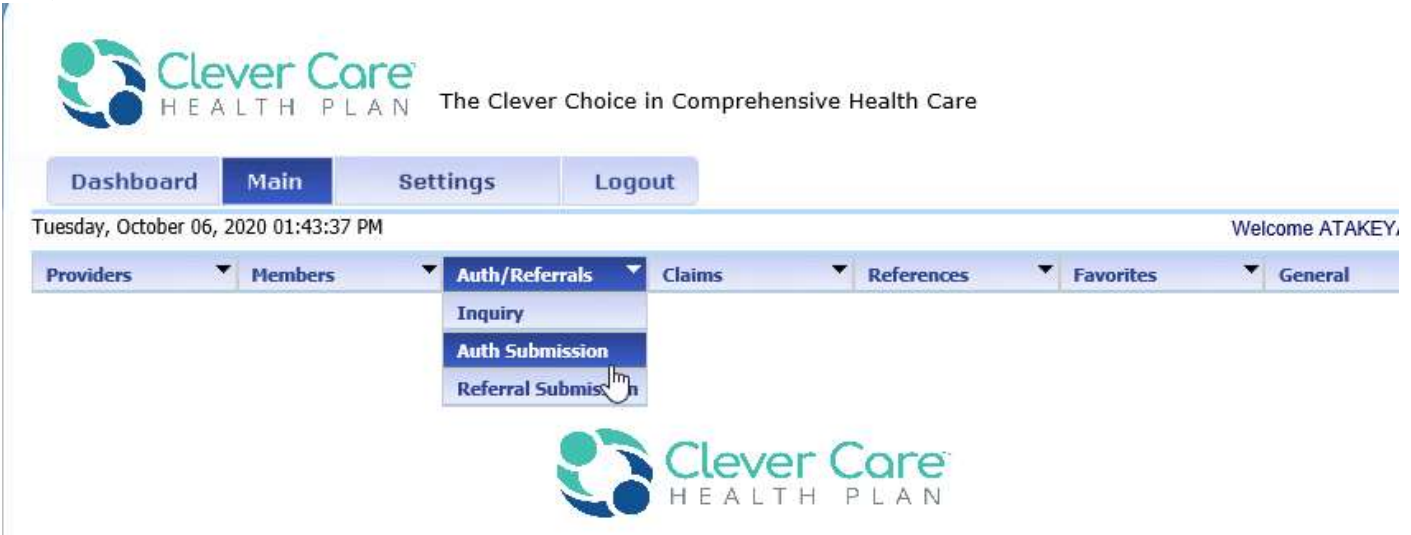 Clever Care
HEALTH PLAN
The Clever Choice in Comprehensive Health Care
Dashboard Main Settings Logout
Tuesday, October 06, 2020 01:43:37 PM Welcome ATAKEY
Providers Members Auth/Referrals Claims References Favorites General
Inquiry
Auth Submission
Referral Submission
Clever Care
HEALTH PLAN